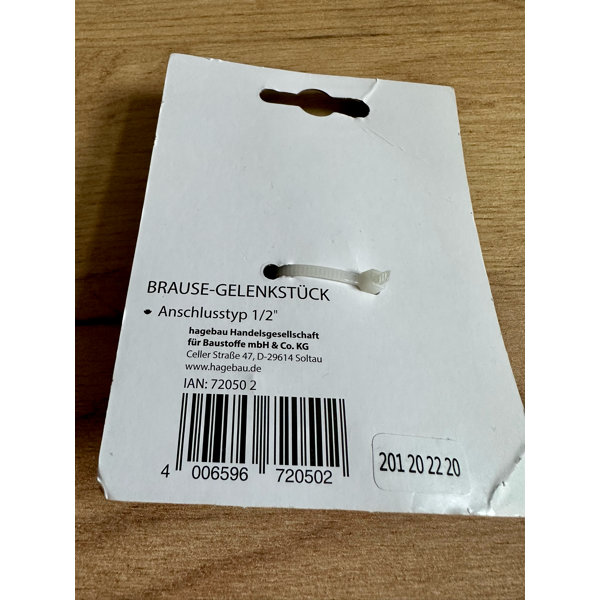 BRAUSE-GELENKSTÜCK
Anschlusstyp 1/2"
hagebau Handelsgesellschaft
für Baustoffe mbH & Co. KG
Celler Straße 47, D-29614 Soltau
www.hagebau.de
IAN: 72050 2
4 006596 720502
201 20 22 20